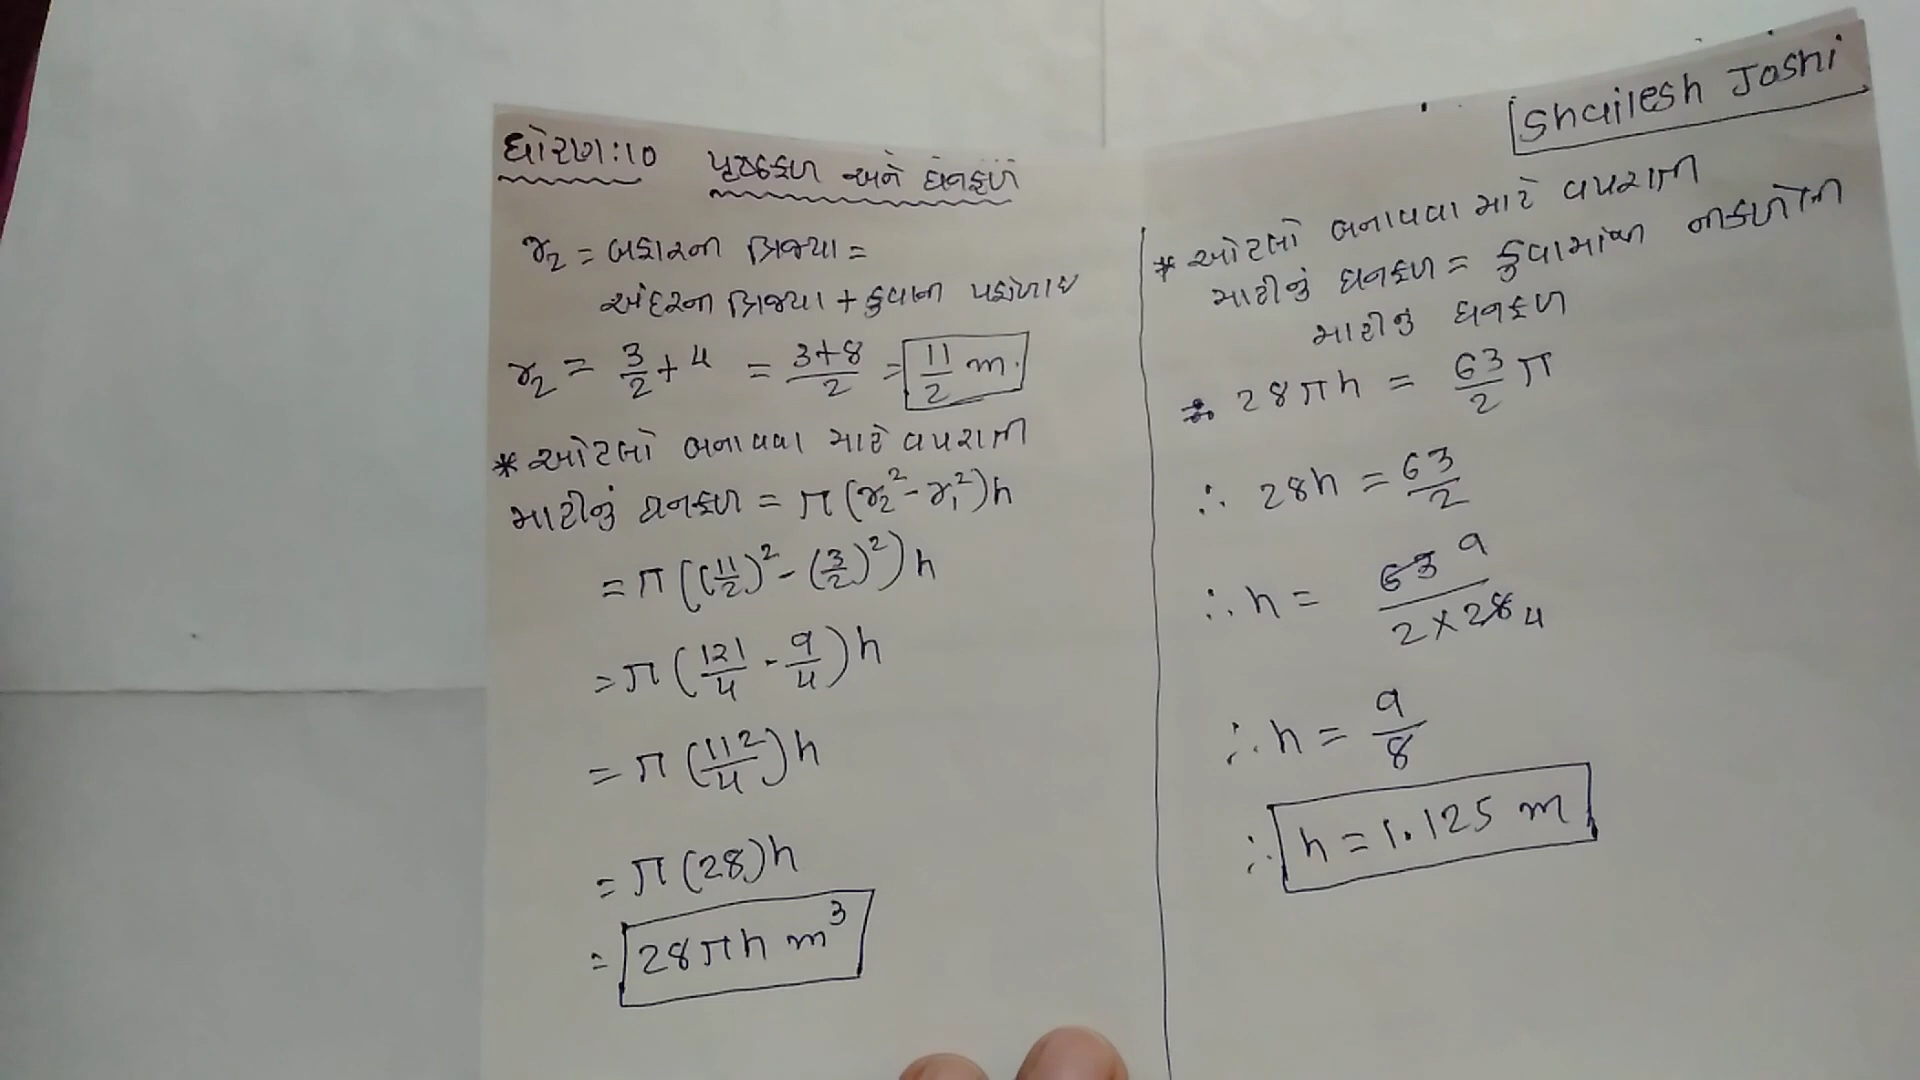 Shailesh Joshi
ધોરણ:10 પૃષ્ઠફળ અને ઘનફળ
r₂ = બહારની ત્રિજ્યા =
અંદરની ત્રિજ્યા + કુવાની પહોળાઇ
r₂ = 3/2 + 4 = (3+8)/2 = 11/2 m.
* ઓટલો બનાવવા માટે વપરાતી
માટીનું ઘનફળ = π(r₂² - r₁²)h
= π((11/2)² - (3/2)²)h
= π(121/4 - 9/4)h
= π(112/4)h
= π(28)h
= 28πh m³
* ઓટલો બનાવવા માટે વપરાતી
માટીનું ઘનફળ = કુવામાંથી નીકળેલી
માટીનું ઘનફળ
∴ 28πh = 63/2 π
∴ 28h = 63/2
∴ h = 63 9 / 2×28 4
∴ h = 9/8
∴ h = 1.125 m